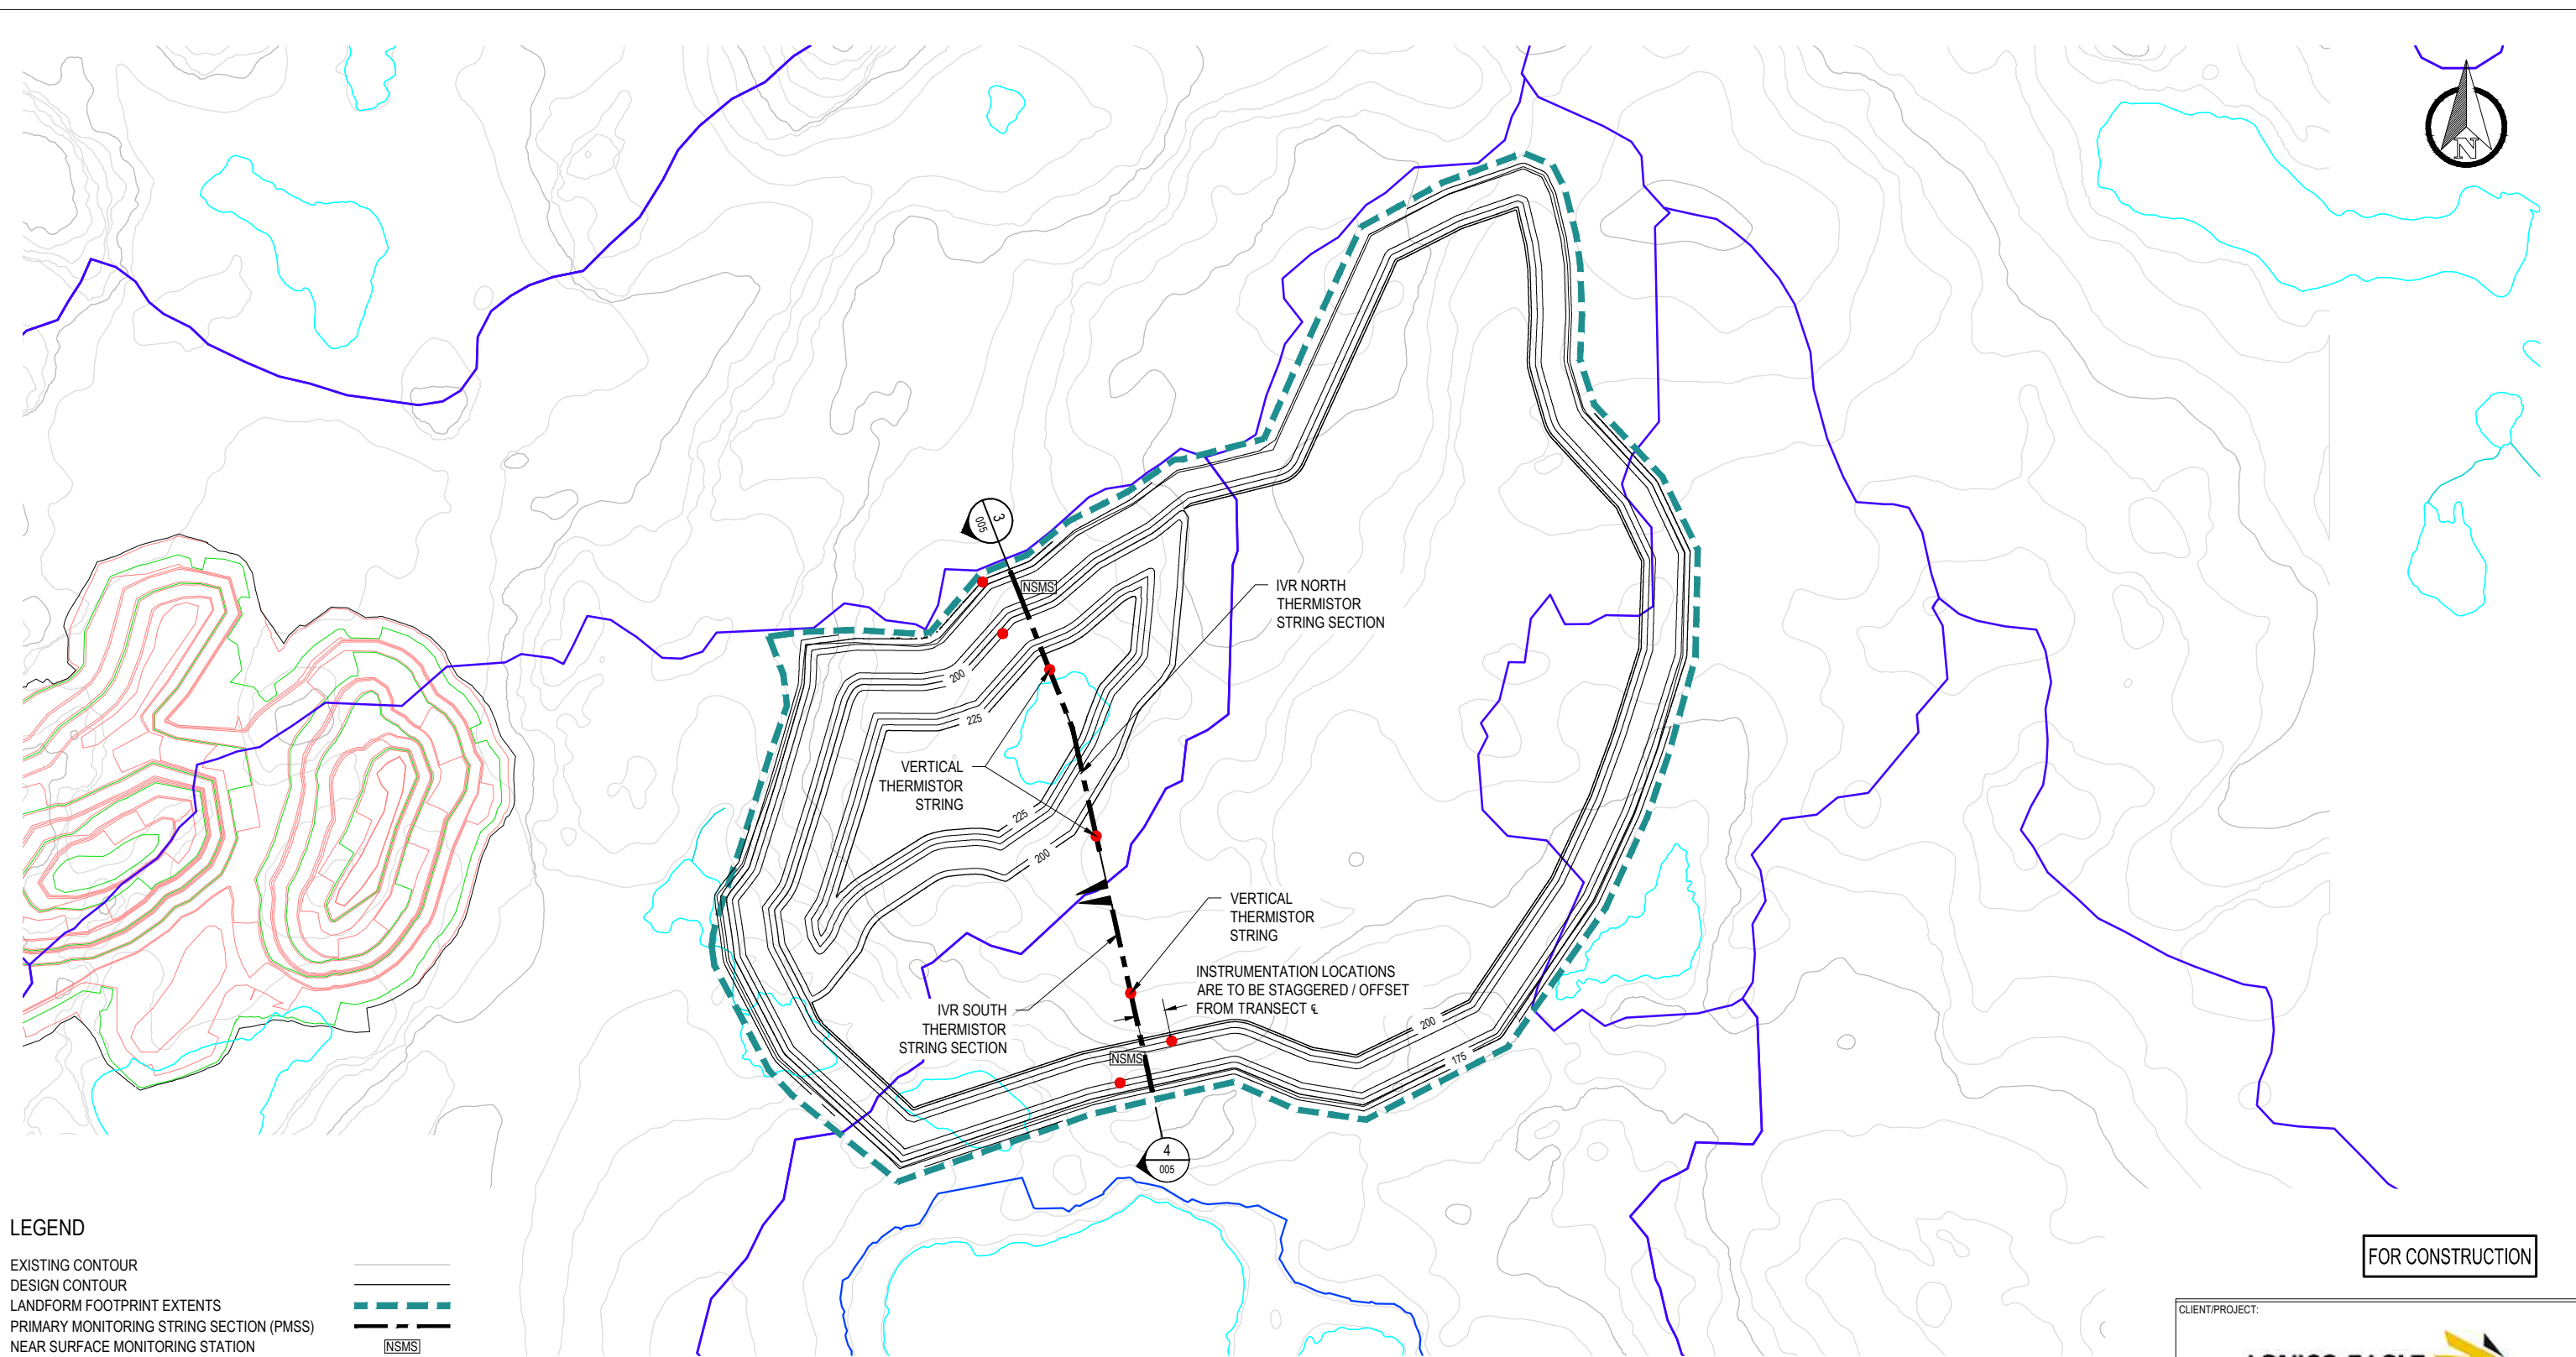 N
3
005
NSMS
IVR NORTH
THERMISTOR
STRING SECTION
200
225
VERTICAL
THERMISTOR
STRING
225
200
VERTICAL
THERMISTOR
STRING
INSTRUMENTATION LOCATIONS
ARE TO BE STAGGERED / OFFSET
FROM TRANSECT ℄
IVR SOUTH
THERMISTOR
STRING SECTION
200
175
NSMS
4
005
LEGEND
EXISTING CONTOUR
DESIGN CONTOUR
LANDFORM FOOTPRINT EXTENTS
PRIMARY MONITORING STRING SECTION (PMSS)
NEAR SURFACE MONITORING STATION
NSMS
FOR CONSTRUCTION
CLIENT/PROJECT:
AGNICO EAGLE